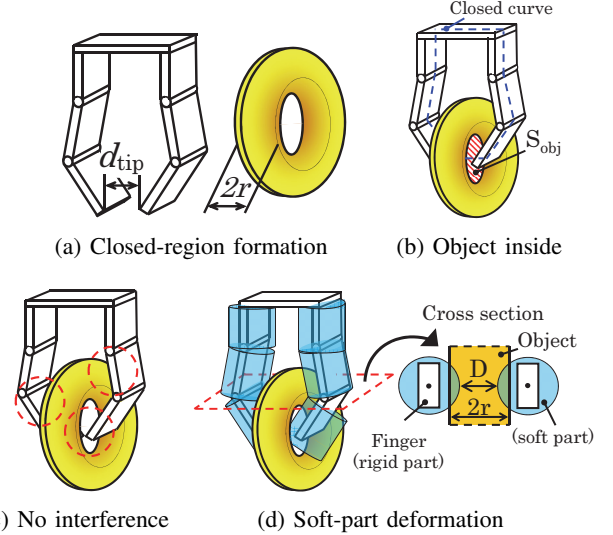 d_tip
2r
(a) Closed-region formation
Closed curve
S_obj
(b) Object inside
) No interference
Cross section
Object
D
2r
Finger
(rigid part)
(soft part)
(d) Soft-part deformation